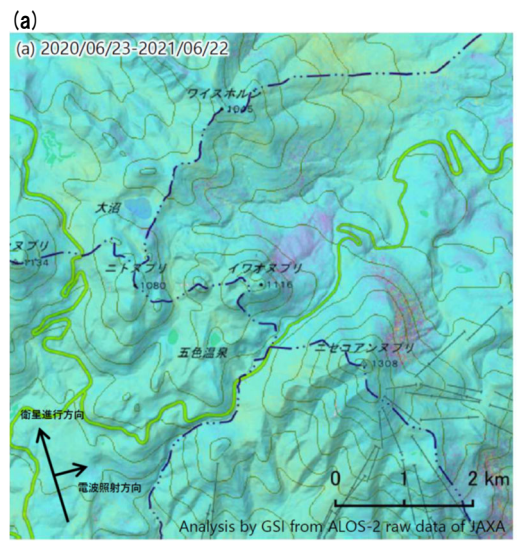 (a)
(a) 2020/06/23-2021/06/22
ワイスホルン
1045
大沼
ヌプリ
1134
ニトヌプリ
1080
イワオヌプリ
1116
五色温泉
ニセコアンヌプリ
1308
衛星進行方向
電波照射方向
0 1 2 km
Analysis by GSI from ALOS-2 raw data of JAXA